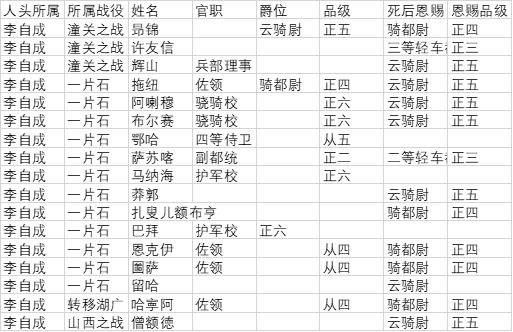 人头所属 所属战役 姓名 官职 爵位 品级 死后恩赐 恩赐品级
李自成 潼关之战 昂锦 云骑尉 正五 骑都尉 正四
李自成 潼关之战 许友信 三等轻车 正三
李自成 潼关之战 辉山 兵部理事 云骑尉 正五
李自成 一片石 拖纽 佐领 骑都尉 正四 云骑尉 正五
李自成 一片石 阿喇穆 骁骑校 正六 云骑尉 正五
李自成 一片石 布尔赛 骁骑校 正六 云骑尉 正五
李自成 一片石 鄂哈 四等侍卫 从五
李自成 一片石 萨苏喀 副都统 正二 二等轻车 正三
李自成 一片石 马纳海 护军校 正六
李自成 一片石 莽郭 云骑尉 正五
李自成 一片石 扎叟儿额布亨 骑都尉 正四
李自成 一片石 巴拜 护军校 正六
李自成 一片石 恩克伊 佐领 从四 骑都尉 正四
李自成 一片石 圖萨 佐领 从四 骑都尉 正四
李自成 一片石 留哈 云骑尉
李自成 转移湖广 哈寧阿 佐领 从四 骑都尉 正四
李自成 山西之战 僧额德 云骑尉 正五